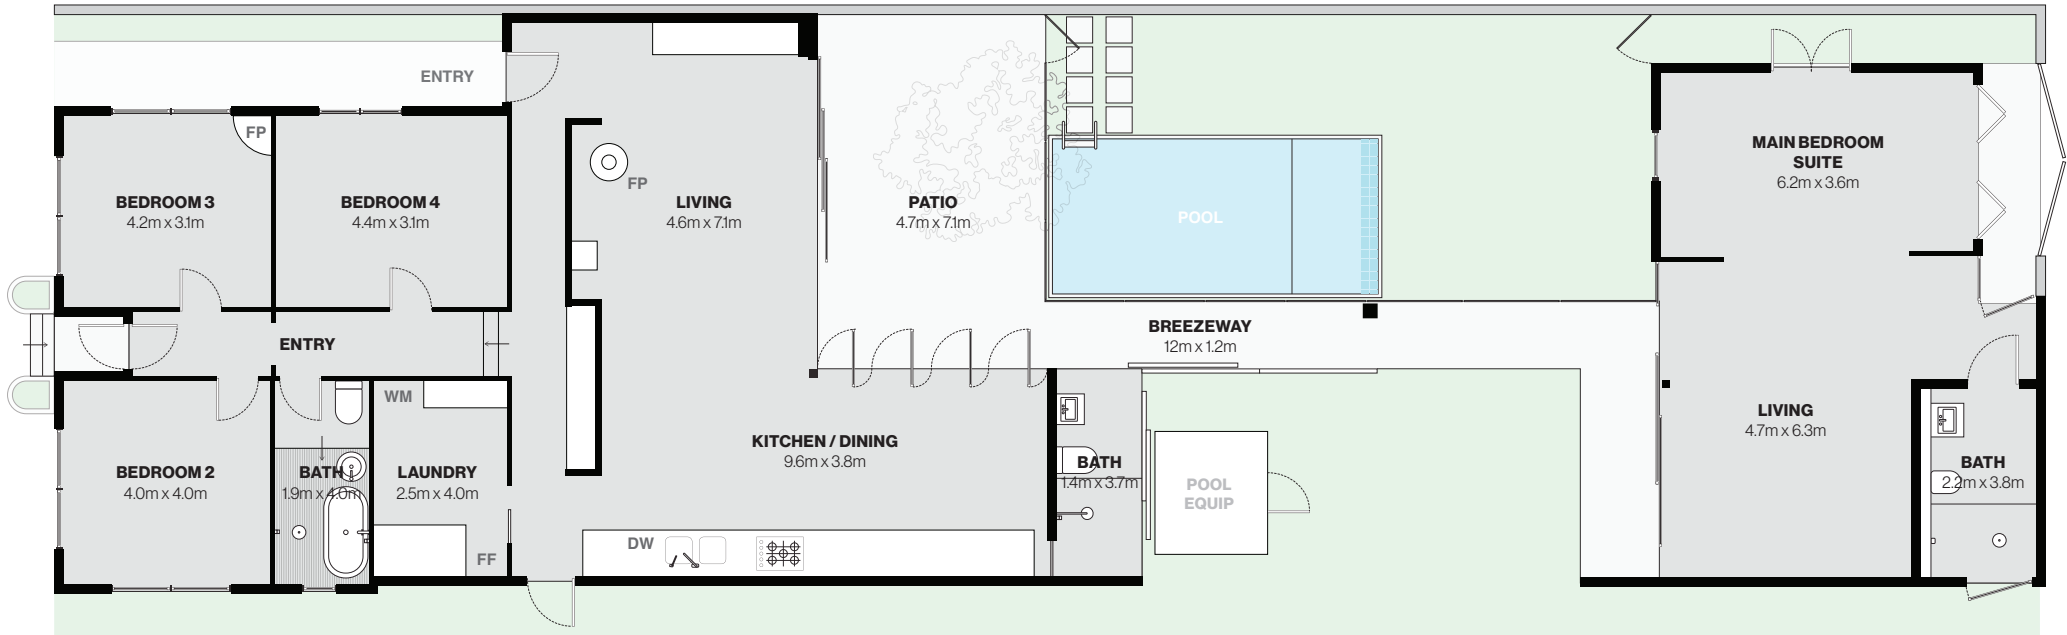 ENTRY
FP
BEDROOM 3
4.2m x 3.1m
BEDROOM 4
4.4m x 3.1m
FP
LIVING
4.6m x 7.1m
PATIO
4.7m x 7.1m
POOL
MAIN BEDROOM
SUITE
6.2m x 3.6m
ENTRY
BREEZEWAY
12m x 1.2m
BEDROOM 2
4.0m x 4.0m
BATH
1.9m x 4.0m
WM
LAUNDRY
2.5m x 4.0m
FF
KITCHEN / DINING
9.6m x 3.8m
DW
BATH
1.4m x 3.7m
POOL
EQUIP
LIVING
4.7m x 6.3m
BATH
2.2m x 3.8m